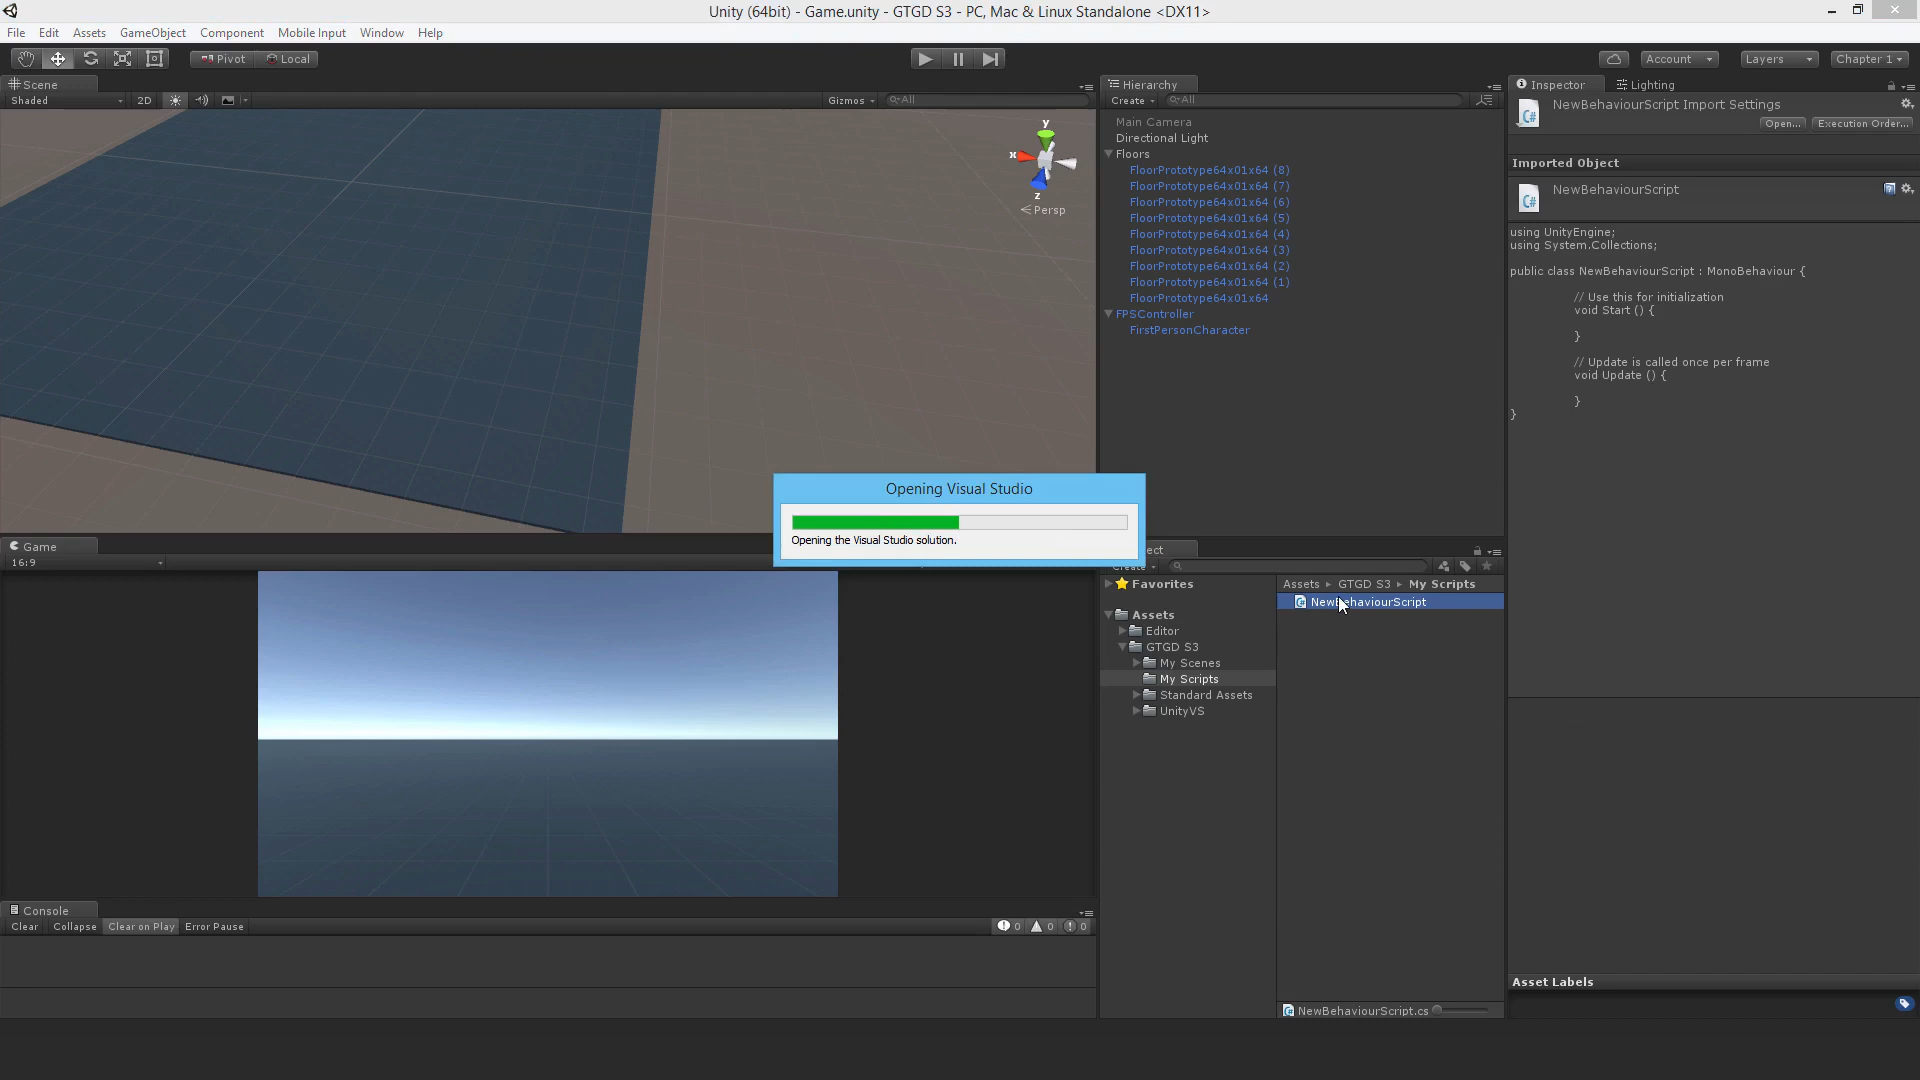 Unity (64bit) - Game.unity - GTGD S3 - PC, Mac & Linux Standalone <DX11>
File Edit Assets GameObject Component Mobile Input Window Help
Pivot Local
Account Layers Chapter 1
Scene
Shaded 2D Gizmos All
y
x
z
Persp
Hierarchy
Create All
Main Camera
Directional Light
Floors
FloorPrototype64x01x64 (8)
FloorPrototype64x01x64 (7)
FloorPrototype64x01x64 (6)
FloorPrototype64x01x64 (5)
FloorPrototype64x01x64 (4)
FloorPrototype64x01x64 (3)
FloorPrototype64x01x64 (2)
FloorPrototype64x01x64 (1)
FloorPrototype64x01x64
FPSController
FirstPersonCharacter
Inspector Lighting
C#
NewBehaviourScript Import Settings
Open... Execution Order...
Imported Object
C#
NewBehaviourScript
using UnityEngine;
using System.Collections;
public class NewBehaviourScript : MonoBehaviour {
// Use this for initialization
void Start () {
}
// Update is called once per frame
void Update () {
}
}
Opening Visual Studio
Opening the Visual Studio solution.
Game
16:9
ect
Create
Favorites
Assets
Editor
GTGD S3
My Scenes
My Scripts
Standard Assets
UnityVS
Assets GTGD S3 My Scripts
NewBehaviourScript
NewBehaviourScript.cs
Console
Clear Collapse Clear on Play Error Pause 0 0 0
Asset Labels